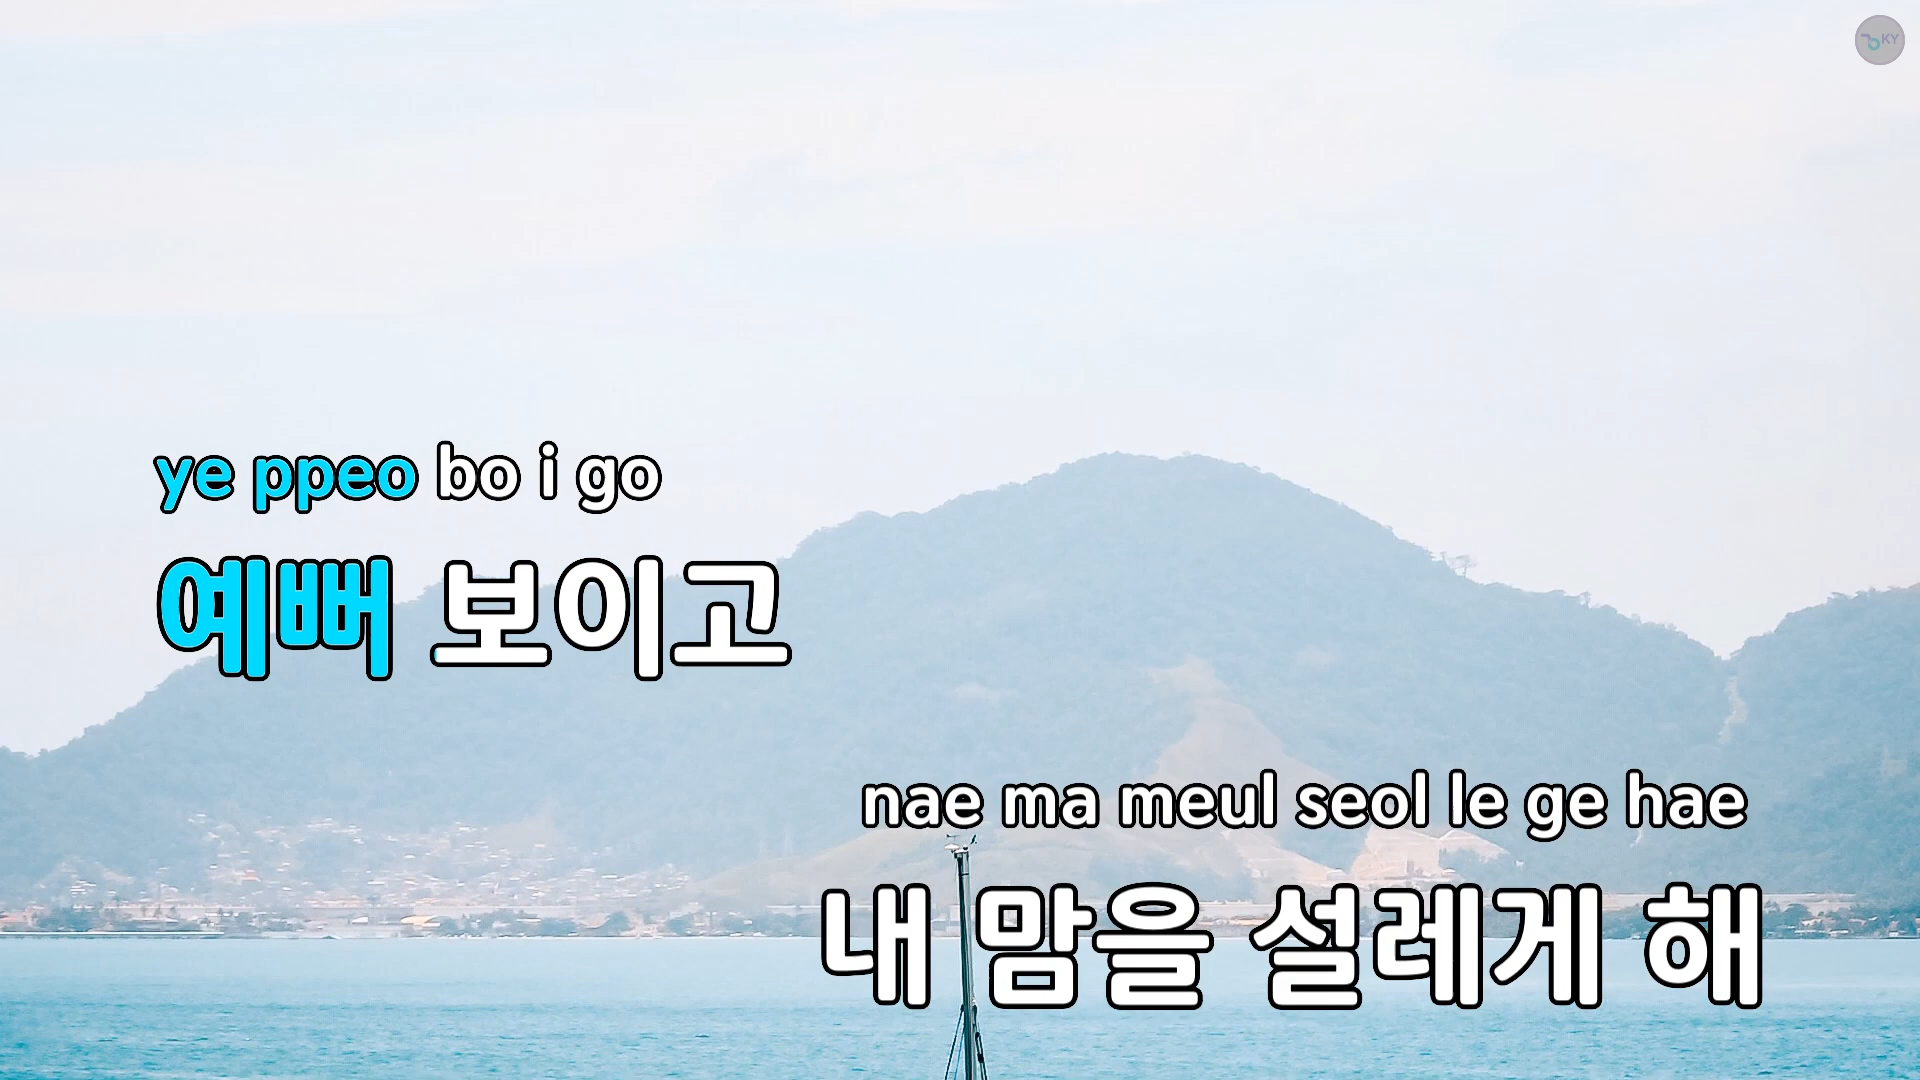 KY
ye ppeo bo i go
예뻐 보이고
nae ma meul seol le ge hae
내 맘을 설레게 해